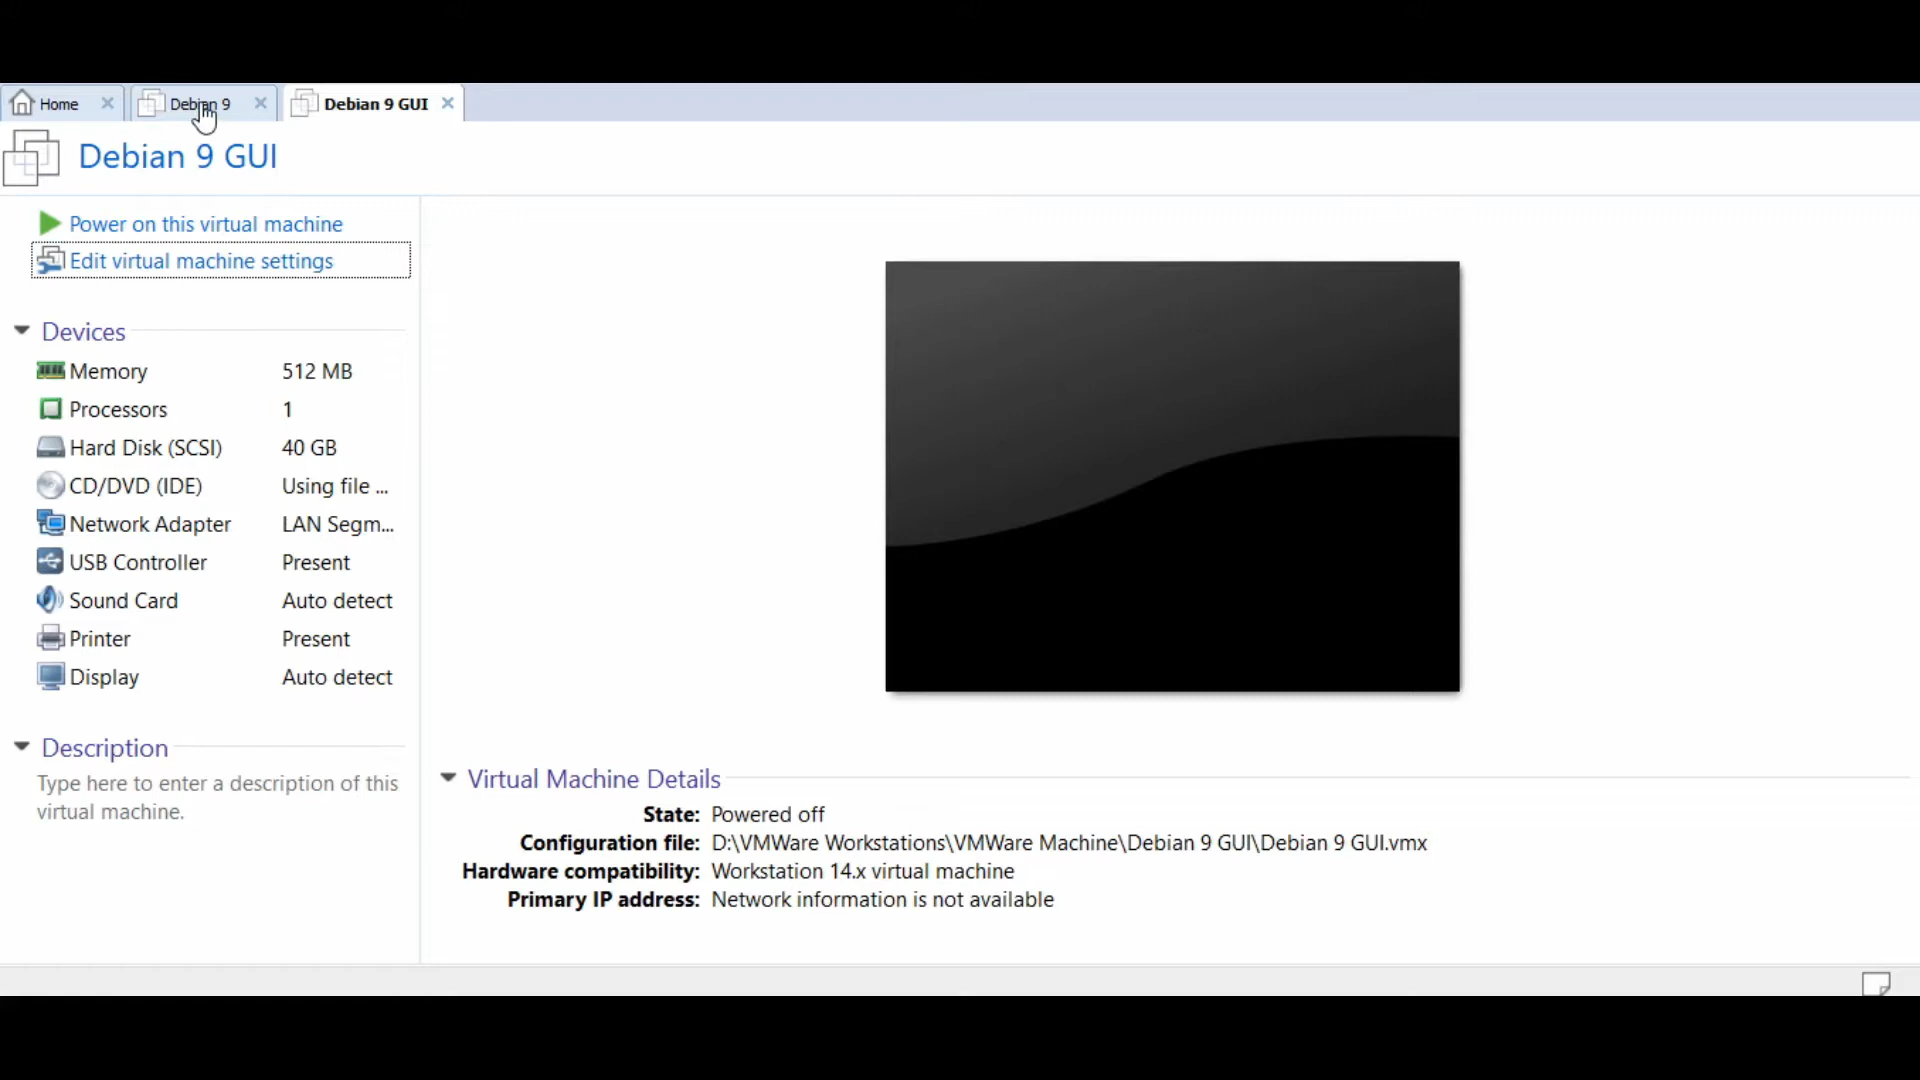 Home Debian 9 Debian 9 GUI
Debian 9 GUI
Power on this virtual machine
Edit virtual machine settings
Devices
Memory 512 MB
Processors 1
Hard Disk (SCSI) 40 GB
CD/DVD (IDE) Using file ...
Network Adapter LAN Segm...
USB Controller Present
Sound Card Auto detect
Printer Present
Display Auto detect
Description
Type here to enter a description of this
virtual machine.
Virtual Machine Details
State: Powered off
Configuration file: D:\VMWare Workstations\VMWare Machine\Debian 9 GUI\Debian 9 GUI.vmx
Hardware compatibility: Workstation 14.x virtual machine
Primary IP address: Network information is not available